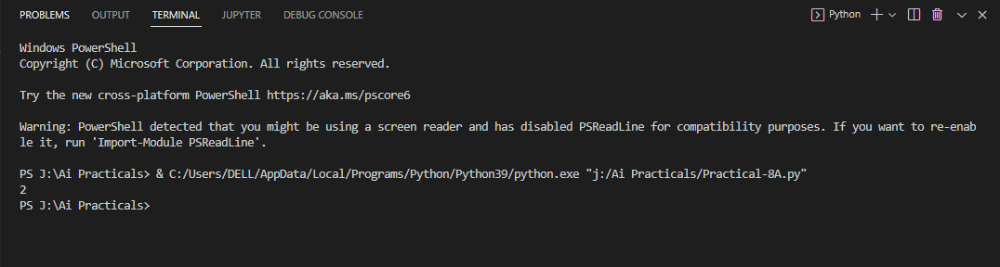 PROBLEMS OUTPUT TERMINAL JUPYTER DEBUG CONSOLE Python
Windows PowerShell
Copyright (C) Microsoft Corporation. All rights reserved.
Try the new cross-platform PowerShell https://aka.ms/pscore6
Warning: PowerShell detected that you might be using a screen reader and has disabled PSReadLine for compatibility purposes. If you want to re-enab
le it, run 'Import-Module PSReadLine'.
PS J:\Ai Practicals> & C:/Users/DELL/AppData/Local/Programs/Python/Python39/python.exe "j:/Ai Practicals/Practical-8A.py"
2
PS J:\Ai Practicals>